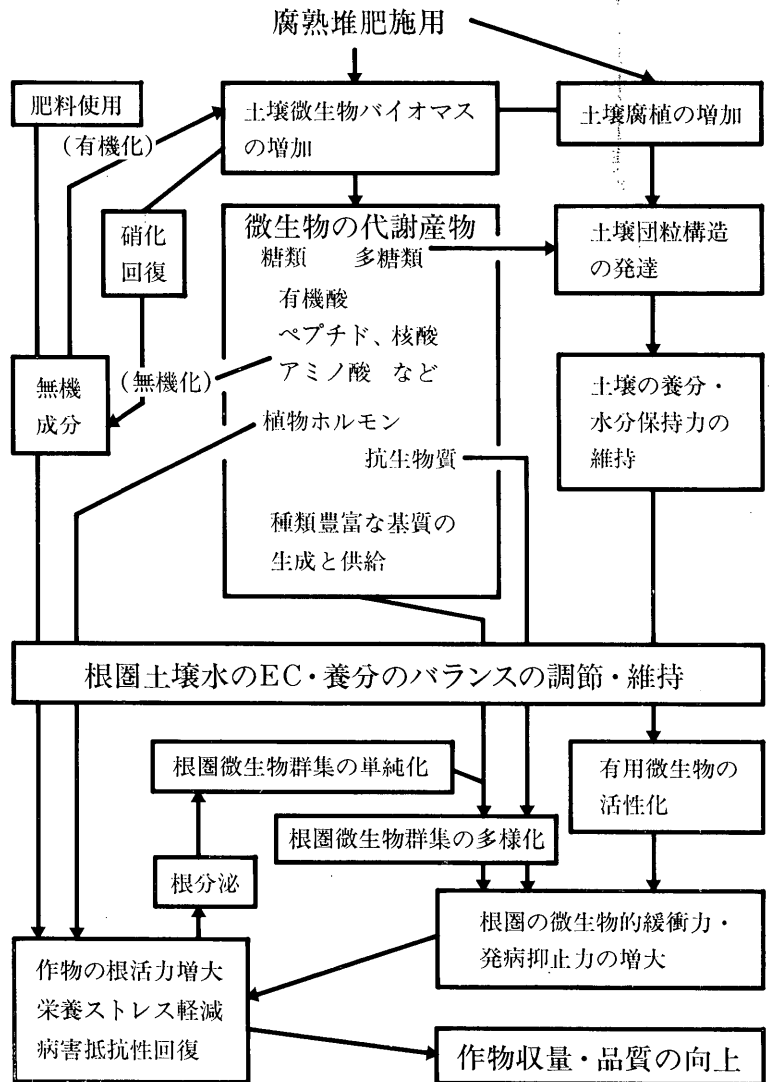 腐熟堆肥施用
肥料使用
土壌微生物バイオマス
の増加
土壌腐植の増加
(有機化)
硝化
回復
微生物の代謝産物
糖類 多糖類
有機酸
ペプチド、核酸
アミノ酸 など
植物ホルモン
抗生物質
種類豊富な基質の
生成と供給
土壌団粒構造
の発達
(無機化)
無機
成分
土壌の養分・
水分保持力の
維持
根圏土壌水のEC・養分のバランスの調節・維持
根圏微生物群集の単純化
有用微生物の
活性化
根圏微生物群集の多様化
根分泌
根圏の微生物的緩衝力・
発病抑止力の増大
作物の根活力増大
栄養ストレス軽減
病害抵抗性回復
作物収量・品質の向上